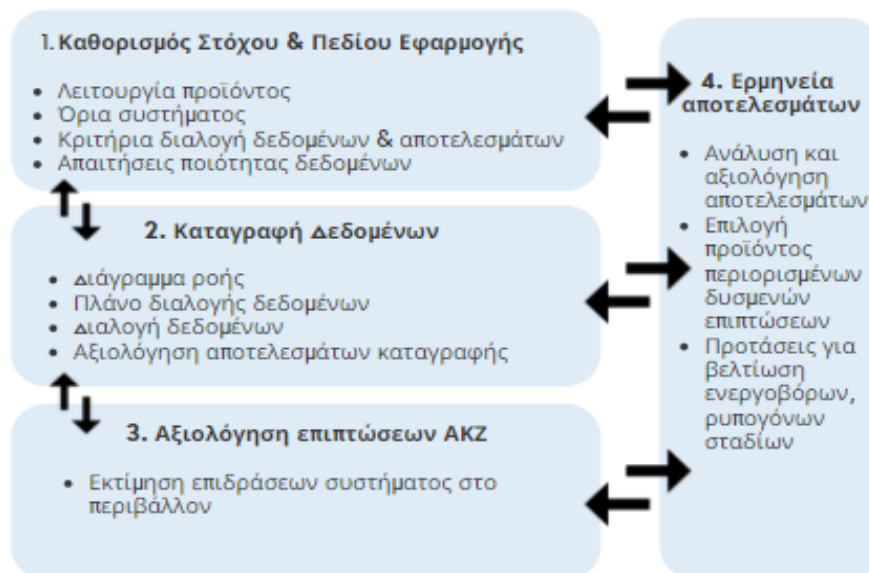 1. Καθορισμός Στόχου & Πεδίου Εφαρμογής
• Λειτουργία προϊόντος
• Όρια συστήματος
• Κριτήρια διαλογή δεδομένων & αποτελεσμάτων
• Απαιτήσεις ποιότητας δεδομένων
2. Καταγραφή Δεδομένων
• Διάγραμμα ροής
• Πλάνο διαλογής δεδομένων
• Διαλογή δεδομένων
• Αξιολόγηση αποτελεσμάτων καταγραφής
3. Αξιολόγηση επιπτώσεων ΑΚΖ
• Εκτίμηση επιδράσεων συστήματος στο
περιβάλλον
4. Ερμηνεία
αποτελεσμάτων
• Ανάλυση και
αξιολόγηση
αποτελεσμάτων
• Επιλογή
προϊόντος
περιορισμένων
δυσμενών
επιπτώσεων
• Προτάσεις για
βελτίωση
ενεργοβόρων,
ρυπογόνων
σταδίων